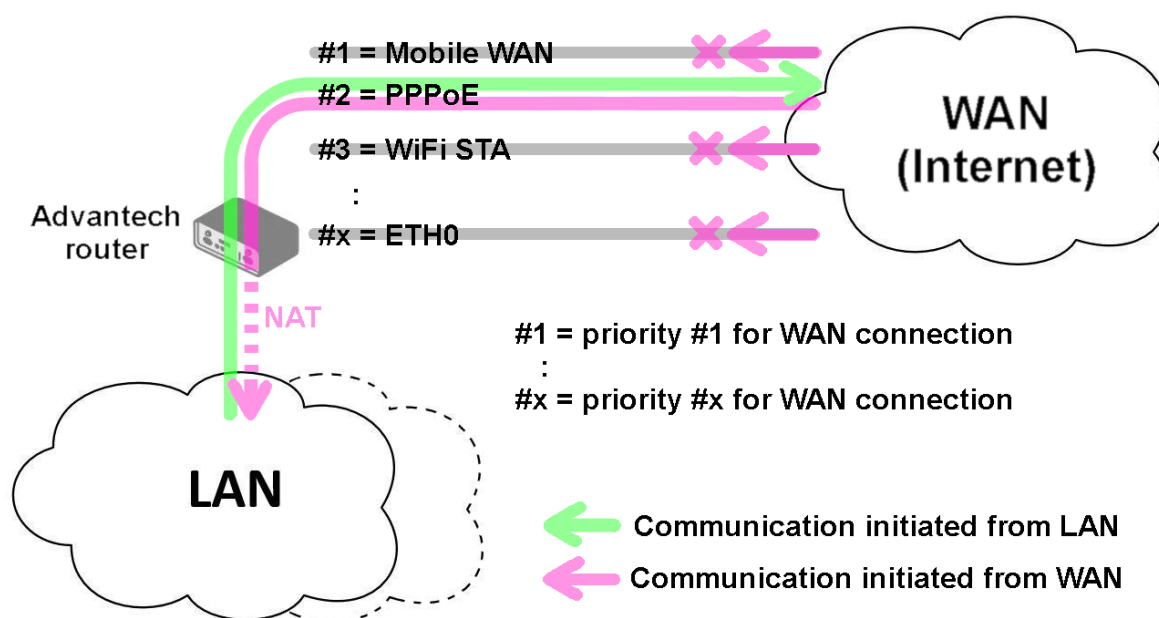 #1 = Mobile WAN
#2 = PPPoE
#3 = WiFi STA
:
#x = ETH0
WAN
(Internet)
Advantech
router
NAT
#1 = priority #1 for WAN connection
:
#x = priority #x for WAN connection
LAN
Communication initiated from LAN
Communication initiated from WAN